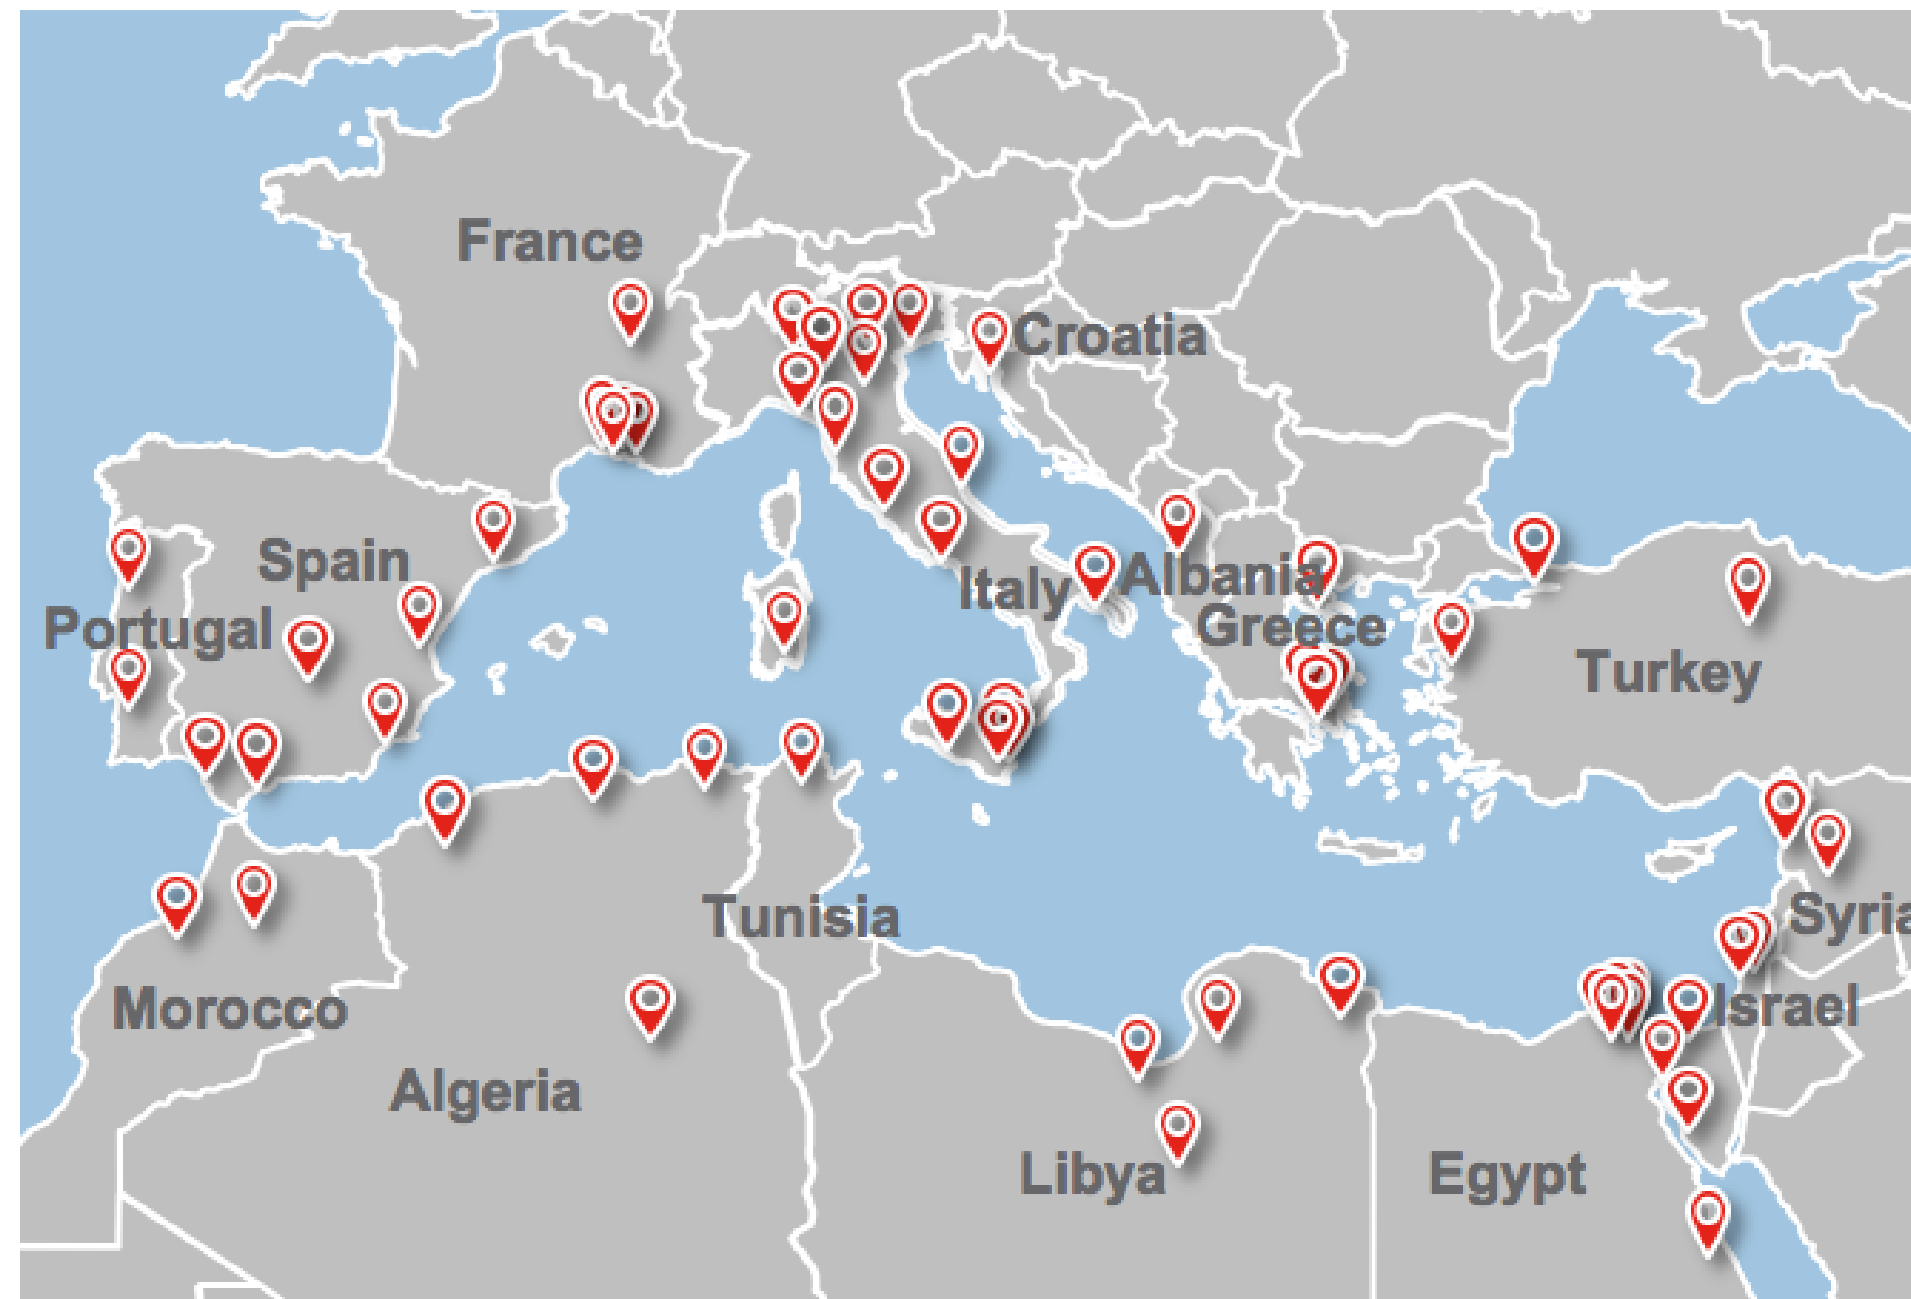 France
Croatia
Spain
Albania
Italy
Portugal
Greece
Turkey
Tunisia
Syria
Morocco
Israel
Algeria
Libya
Egypt